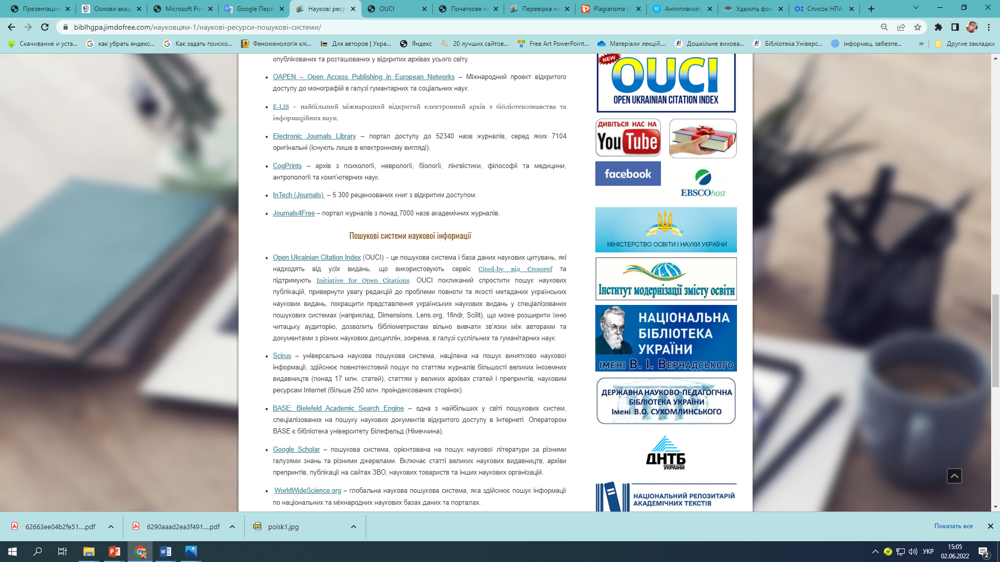 Презентация
Основи акад
Microsoft Pow
Google Пере
Наукові ресу
OUCI
Початкове на
Перевірка на
Plagiarisma |
Антиплагиат
Удалить фон
Список НПА
biblhgpa.jimdofree.com/науковцям-1/наукові-ресурси-пошукові-системи/
Скачивание и уста...
как убрать яндекс...
Как задать поиско...
Феноменологія клі...
Для авторов | Укра...
Яндекс
20 лучших сайтов...
Free Art PowerPoint...
Матеріали лекцій,...
Дошкільне вихова...
Бібліотека Універс...
інформац. забезпе...
»
Другие закладки
опублікованих та розташованих у відкритих архівах усього світу.
OAPEN – Open Access Publishing in European Networks – Міжнародний проект відкритого
доступу до монографій в галузі гумантарних та соціальних наук.
E-LIS – найбільший міжнародний відкритий електронний архів з бібліотекознавства та
інформаційних наук.
Electronic Journals Library – портал доступу до 52340 назв журналів, серед яких 7104
оригінальні (існують лише в електронному вигляді).
CogPrints – архів з психології, неврології, біології, лінгвістики, філософії та медицини,
антропології та комп'ютерних наук.
InTech (Journals) – 5 300 рецензованих книг з відкритим доступом.
Journals4Free – портал журналів з понад 7000 назв академічних журналів.
Пошукові системи наукової інформації
Open Ukrainian Citation Index (OUCI) – це пошукова система і база даних наукових цитувань, які
надходять від усіх видань, що використовують сервіс Cited-by від Crossref та
підтримують Initiative for Open Citations. OUCI покликаний спростити пошук наукових
публікацій, привернути увагу редакцій до проблеми повноти та якості метаданих українських
наукових видань, покращити представлення українських наукових видань у спеціалізованих
пошукових системах (наприклад, Dimensions, Lens.org, 1findr, Scilit), що може розширити їхню
читацьку аудиторію, дозволить бібліометристам вільно вивчати зв’язки між авторами та
документами з різних наукових дисциплін, зокрема, в галузі суспільних та гуманітарних наук.
Scirus – універсальна наукова пошукова система, націлена на пошук винятково наукової
інформації, здійснює повнотекстовий пошук по статтям журналів більшості великих іноземних
видавництв (понад 17 млн. статей), статтям у великих архівах статей і препринтів, науковим
ресурсам Internet (більше 250 млн. проіндексованих сторінок).
BASE: Bielefeld Academic Search Engine – одна з найбільших у світі пошукових систем,
спеціалізованих на пошуку наукових документів відкритого доступу в Інтернеті. Оператором
BASE є бібліотека університету Білефельд (Німеччина).
Google Scholar – пошукова система, орієнтована на пошук наукової літератури за різними
галузями знань та різними джерелами. Включає статті великих наукових видавництв, архіви
препринтів, публікації на сайтах ЗВО, наукових товариств та інших наукових організацій.
WorldWideScience.org – глобальна наукова пошукова система, яка здійснює пошук інформації
по національних та міжнародних наукових базах даних та порталах.
NEW
OUCI
OPEN UKRAINIAN CITATION INDEX
ДИВІТЬСЯ НАС НА
YouTube
facebook
EBSCOhost
МІНІСТЕРСТВО ОСВІТИ І НАУКИ УКРАЇНИ
Інститут модернізації змісту освіти
НАЦІОНАЛЬНА
БІБЛІОТЕКА
УКРАЇНИ
ІМЕНІ В. І. ВЕРНАДСЬКОГО
ДЕРЖАВНА НАУКОВО-ПЕДАГОГІЧНА
БІБЛІОТЕКА УКРАЇНИ
Імені В.О. СУХОМЛИНСЬКОГО
ДНТБ
УКРАЇНИ
НАЦІОНАЛЬНИЙ РЕПОЗИТАРІЙ
АКАДЕМІЧНИХ ТЕКСТІВ
62663ee04b2fe51....pdf
6290aaad2ea3f491....pdf
poisk1.jpg
Показать все
УКР
15:05
02.06.2022
2